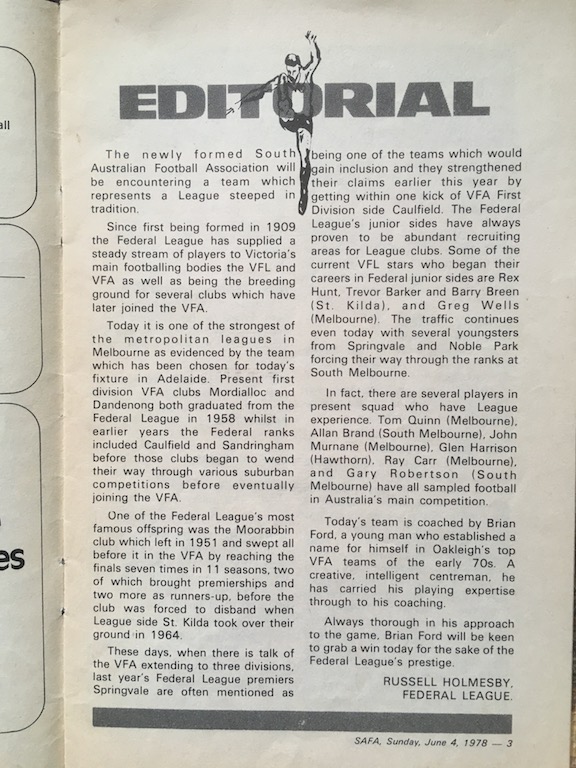 EDITORIAL
The newly formed South
Australian Football Association will
be encountering a team which
represents a League steeped in
tradition.
Since first being formed in 1909
the Federal League has supplied a
steady stream of players to Victoria's
main footballing bodies the VFL and
VFA as well as being the breeding
ground for several clubs which have
later joined the VFA.
Today it is one of the strongest of
the metropolitan leagues in
Melbourne as evidenced by the team
which has been chosen for today's
fixture in Adelaide. Present first
division VFA clubs Mordialloc and
Dandenong both graduated from the
Federal League in 1958 whilst in
earlier years the Federal ranks
included Caulfield and Sandringham
before those clubs began to wend
their way through various suburban
competitions before eventually
joining the VFA.
One of the Federal League's most
famous offspring was the Moorabbin
club which left in 1951 and swept all
before it in the VFA by reaching the
finals seven times in 11 seasons, two
of which brought premierships and
two more as runners-up, before the
club was forced to disband when
League side St. Kilda took over their
ground in 1964.
These days, when there is talk of
the VFA extending to three divisions,
last year's Federal League premiers
Springvale are often mentioned as
being one of the teams which would
gain inclusion and they strengthened
their claims earlier this year by
getting within one kick of VFA First
Division side Caulfield. The Federal
League's junior sides have always
proven to be abundant recruiting
areas for League clubs. Some of the
current VFL stars who began their
careers in Federal junior sides are Rex
Hunt, Trevor Barker and Barry Breen
(St. Kilda), and Greg Wells
(Melbourne). The traffic continues
even today with several youngsters
from Springvale and Noble Park
forcing their way through the ranks at
South Melbourne.
In fact, there are several players in
present squad who have League
experience. Tom Quinn (Melbourne),
Allan Brand (South Melbourne), John
Murnane (Melbourne), Glen Harrison
(Hawthorn), Ray Carr (Melbourne),
and Gary Robertson (South
Melbourne) have all sampled football
in Australia's main competition.
Today's team is coached by Brian
Ford, a young man who established a
name for himself in Oakleigh's top
VFA teams of the early 70s. A
creative, intelligent centreman, he
has carried his playing expertise
through to his coaching.
Always thorough in his approach
to the game, Brian Ford will be keen
to grab a win today for the sake of the
Federal League's prestige.
RUSSELL HOLMESBY,
FEDERAL LEAGUE.
SAFA, Sunday, June 4, 1978 — 3